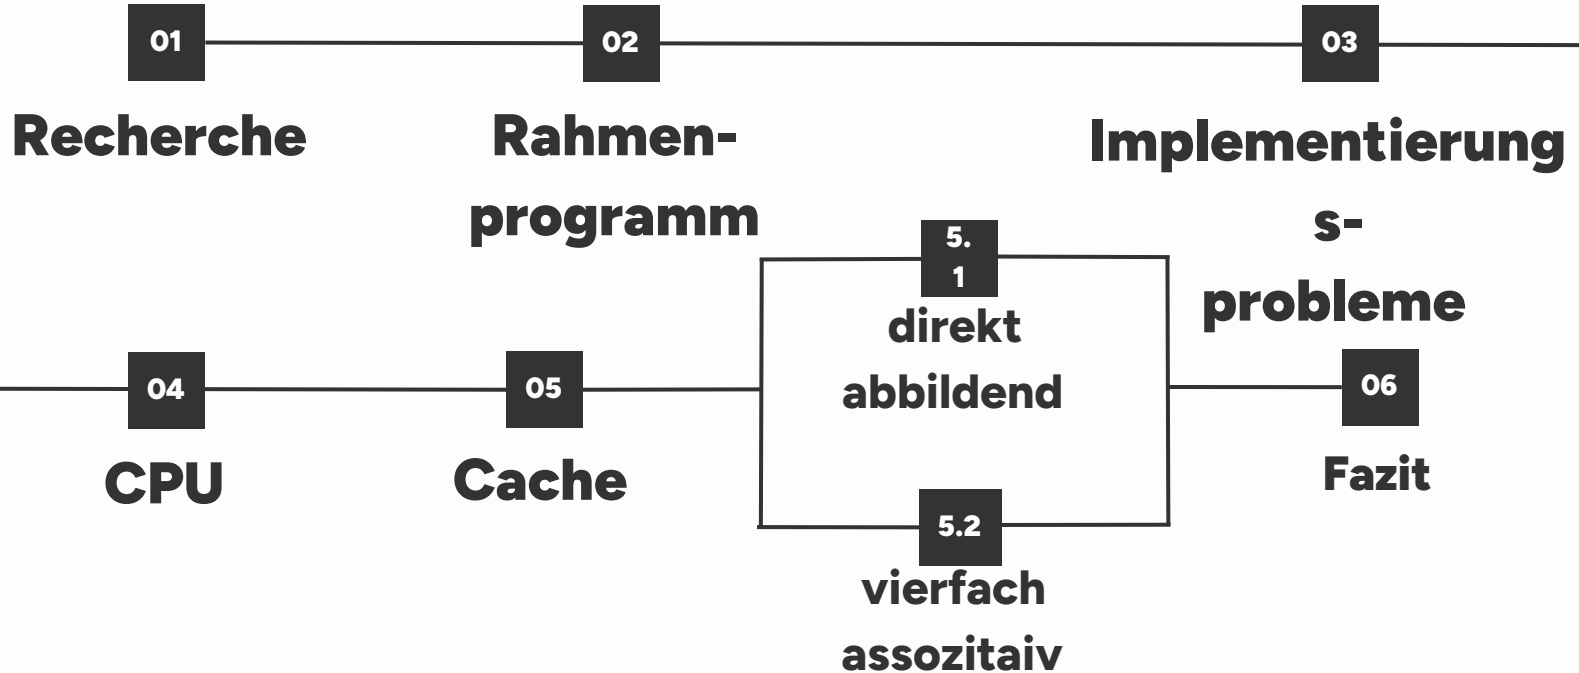 01
Recherche
02
Rahmen-
programm
03
Implementierung
s-
probleme
04
CPU
05
Cache
5.
1
direkt
abbildend
5.2
vierfach
assozitaiv
06
Fazit